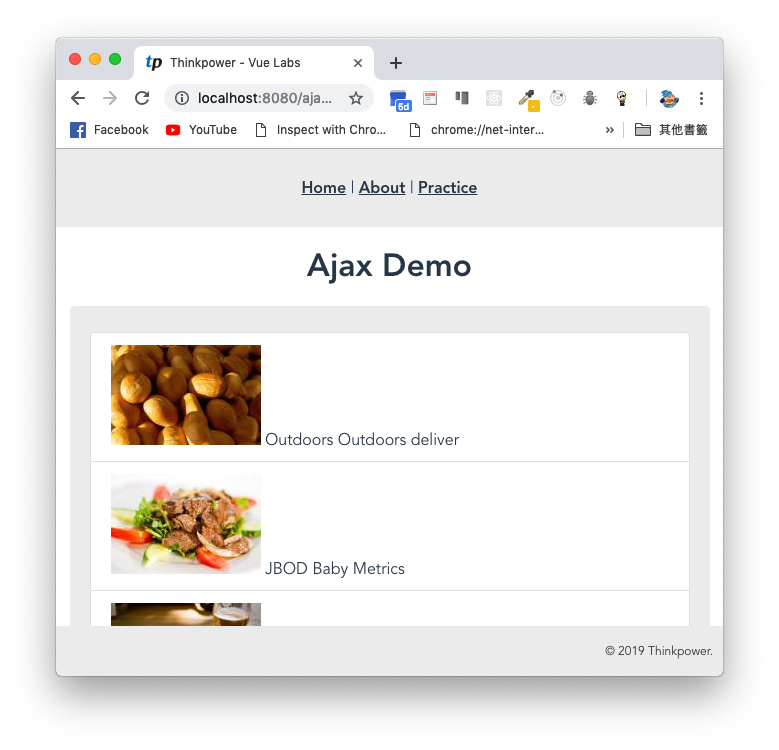 tp Thinkpower - Vue Labs
localhost:8080/aja...
6d
Facebook YouTube Inspect with Chro... chrome://net-inter... » 其他書籤
Home | About | Practice
Ajax Demo
Outdoors Outdoors deliver
JBOD Baby Metrics
© 2019 Thinkpower.